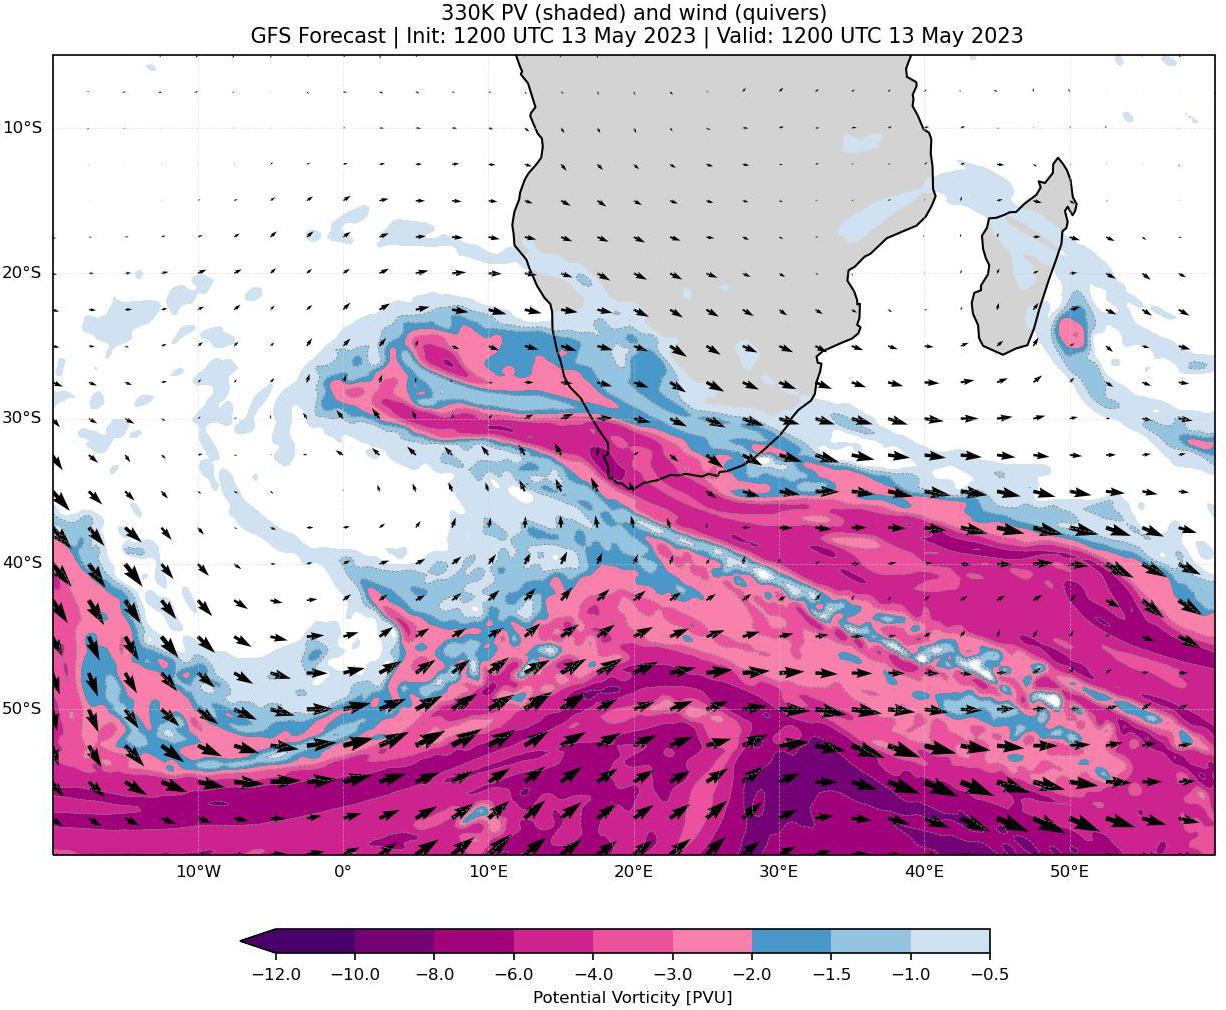 330K PV (shaded) and wind (quivers)
GFS Forecast | Init: 1200 UTC 13 May 2023 | Valid: 1200 UTC 13 May 2023
10°S
20°S
30°S
40°S
50°S
10°W 0° 10°E 20°E 30°E 40°E 50°E
−12.0 −10.0 −8.0 −6.0 −4.0 −3.0 −2.0 −1.5 −1.0 −0.5
Potential Vorticity [PVU]